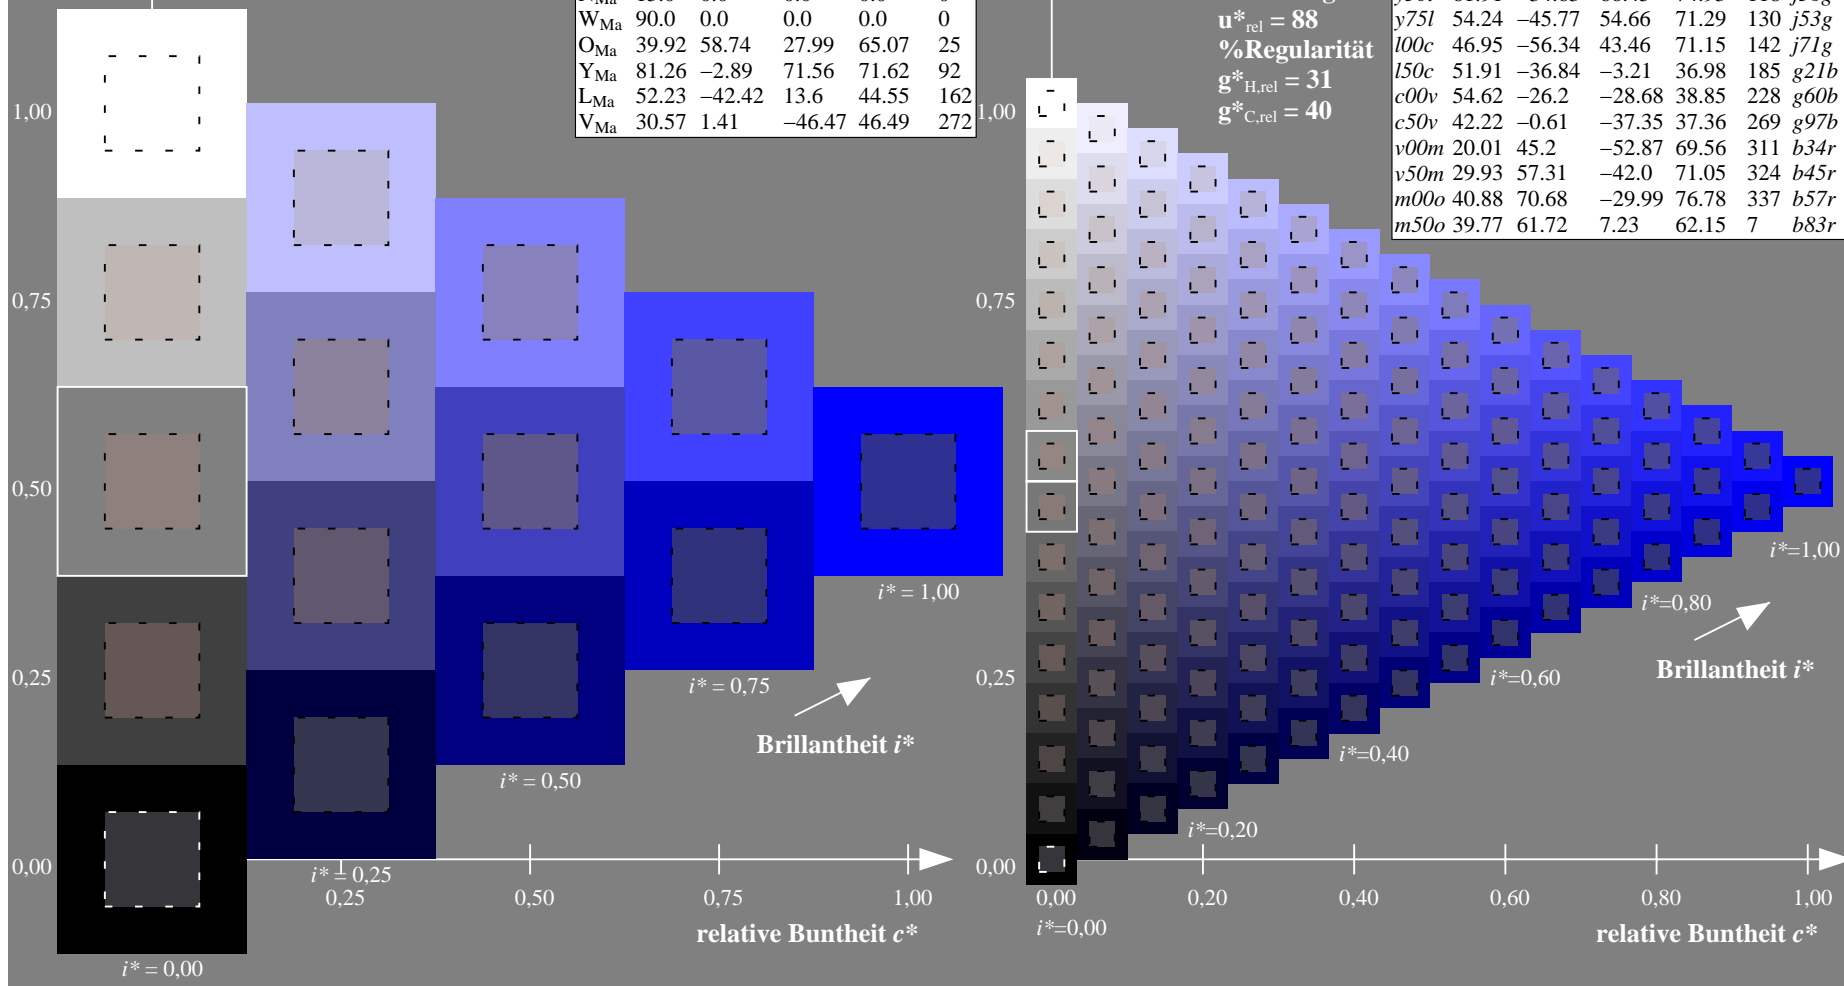 W_Ma 90.0 0.0 0.0 0.0 0
O_Ma 39.92 58.74 27.99 65.07 25
Y_Ma 81.26 −2.89 71.56 71.62 92
L_Ma 52.23 −42.42 13.6 44.55 162
V_Ma 30.57 1.41 −46.47 46.49 272
u*rel = 88
%Regularität
g*H,rel = 31
g*C,rel = 40
y75l 54.24 −45.77 54.66 71.29 130 j53g
l00c 46.95 −56.34 43.46 71.15 142 j71g
l50c 51.91 −36.84 −3.21 36.98 185 g21b
c00v 54.62 −26.2 −28.68 38.85 228 g60b
c50v 42.22 −0.61 −37.35 37.36 269 g97b
v00m 20.01 45.2 −52.87 69.56 311 b34r
v50m 29.93 57.31 −42.0 71.05 324 b45r
m00o 40.88 70.68 −29.99 76.78 337 b57r
m50o 39.77 61.72 7.23 62.15 7 b83r
1,00
0,75
0,50
0,25
0,00
i* = 1,00
i* = 0,75
Brillantheit i*
i* = 0,50
i* = 0,25
0,25 0,50 0,75 1,00
relative Buntheit c*
i* = 0,00
1,00
0,75
0,50
0,25
0,00
i*=1,00
i*=0,80
Brillantheit i*
i*=0,60
i*=0,40
i*=0,20
0,00 0,20 0,40 0,60 0,80 1,00
i*=0,00
relative Buntheit c*